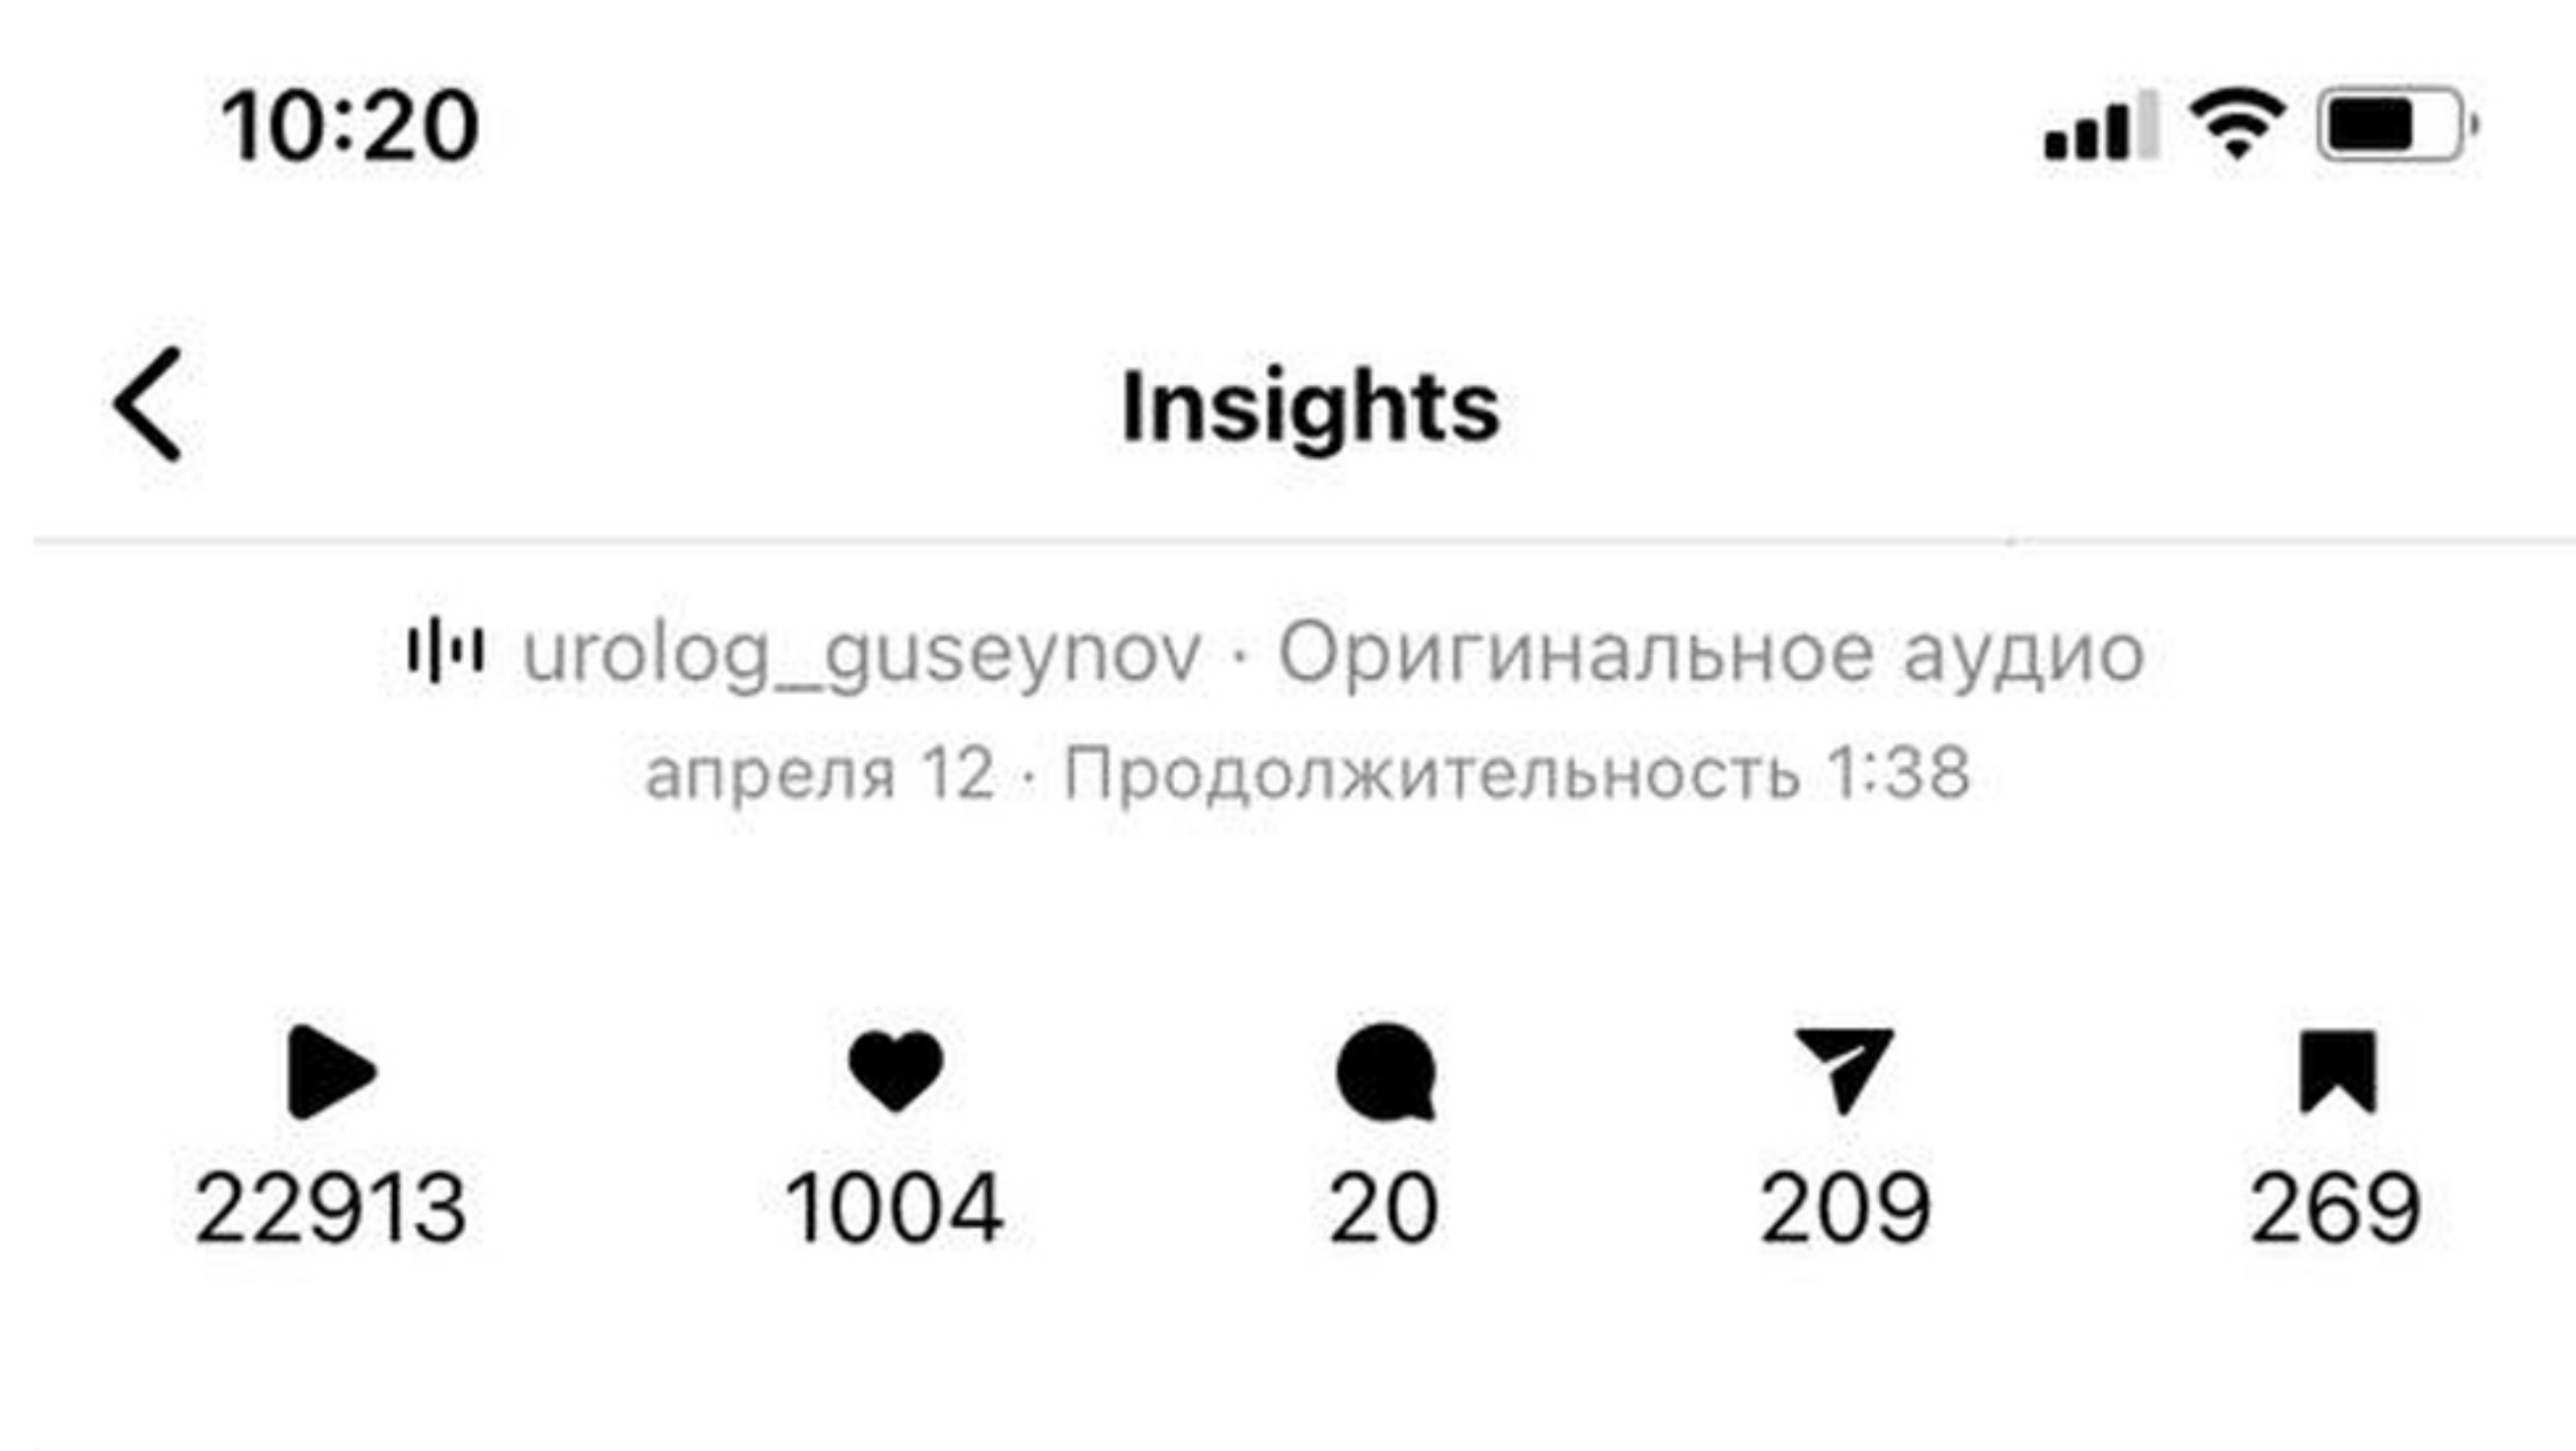 10:20
Insights
urolog_guseynov · Оригинальное аудио
апреля 12 · Продолжительность 1:38
22913 1004 20 209 269